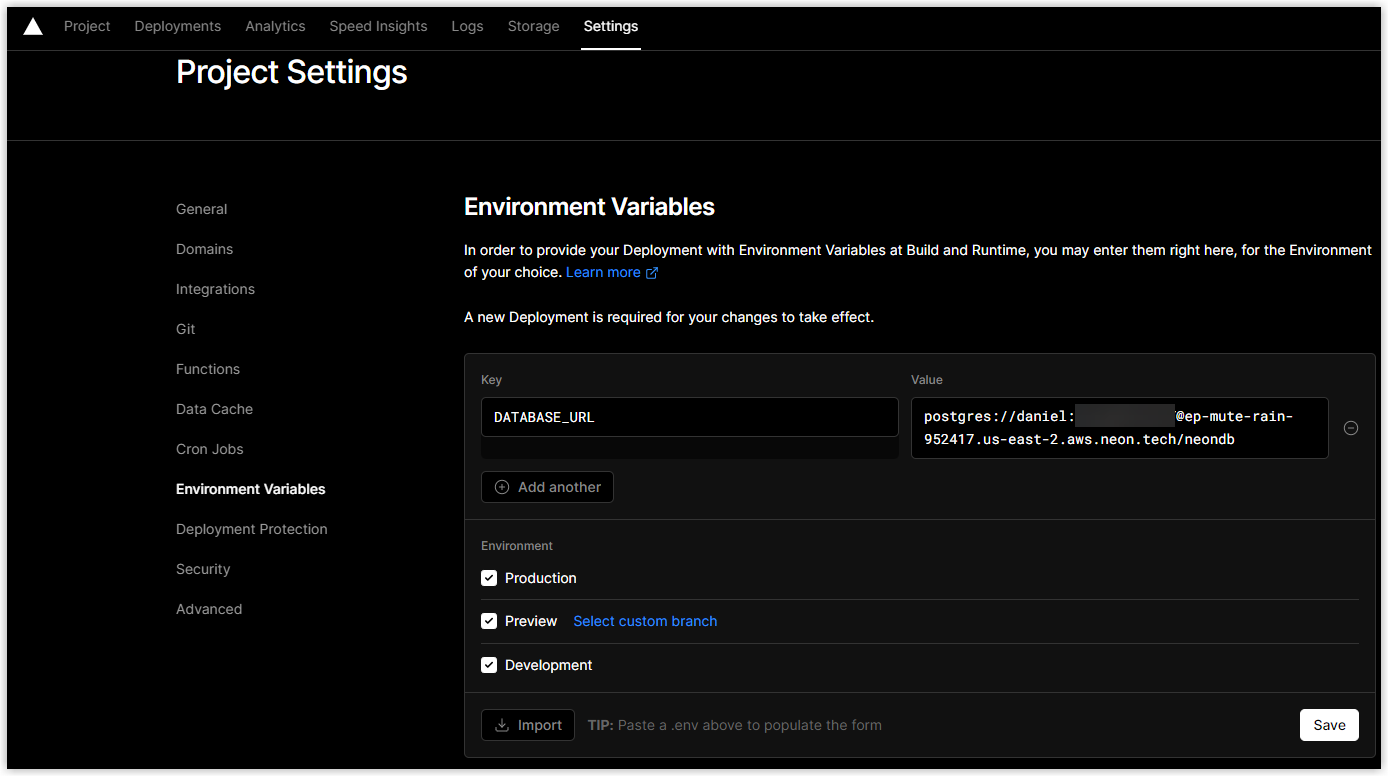 Project Deployments Analytics Speed Insights Logs Storage Settings
Project Settings
General
Domains
Integrations
Git
Functions
Data Cache
Cron Jobs
Environment Variables
Deployment Protection
Security
Advanced
Environment Variables
In order to provide your Deployment with Environment Variables at Build and Runtime, you may enter them right here, for the Environment
of your choice. Learn more
A new Deployment is required for your changes to take effect.
Key Value
DATABASE_URL
postgres://daniel: @ep-mute-rain-
952417.us-east-2.aws.neon.tech/neondb
Add another
Environment
Production
Preview Select custom branch
Development
Import TIP: Paste a .env above to populate the form Save